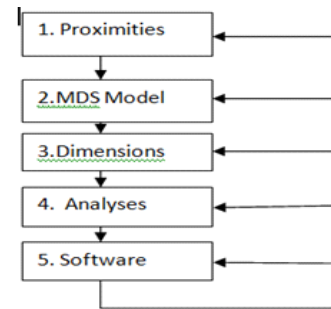 1. Proximities
2.MDS Model
3.Dimensions
4. Analyses
5. Software